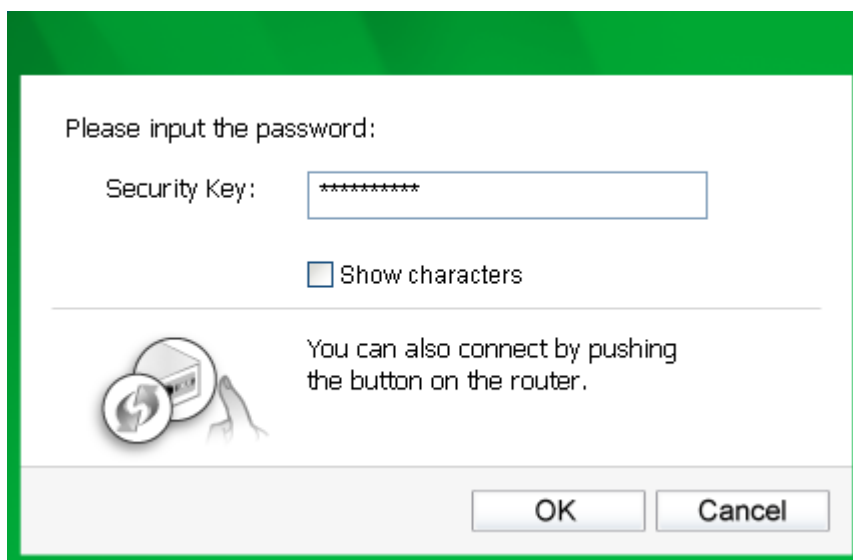 Please input the password:
Security Key: **********
Show characters
You can also connect by pushing
the button on the router.
OK Cancel